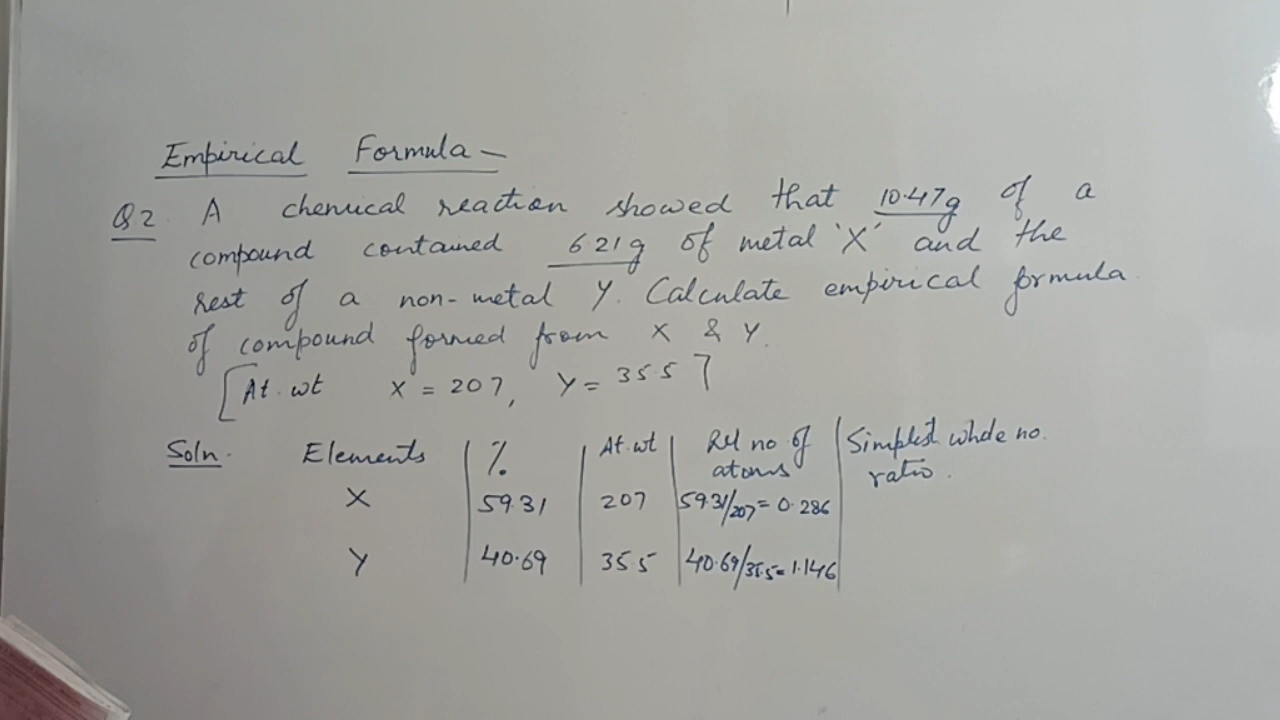 Empirical Formula -
Q.2. A chemical reaction showed that 10.47g of a
compound contained 6.21g of metal 'X' and the
rest of a non-metal Y. Calculate empirical formula
of compound formed from X & Y.
[At. wt X = 207, Y = 35.5]
Soln. Elements | % | At. wt | Rel no of atoms | Simplest whole no. ratio.
X | 59.31 | 207 | 59.31/207 = 0.286
Y | 40.69 | 35.5 | 40.69/35.5 = 1.146